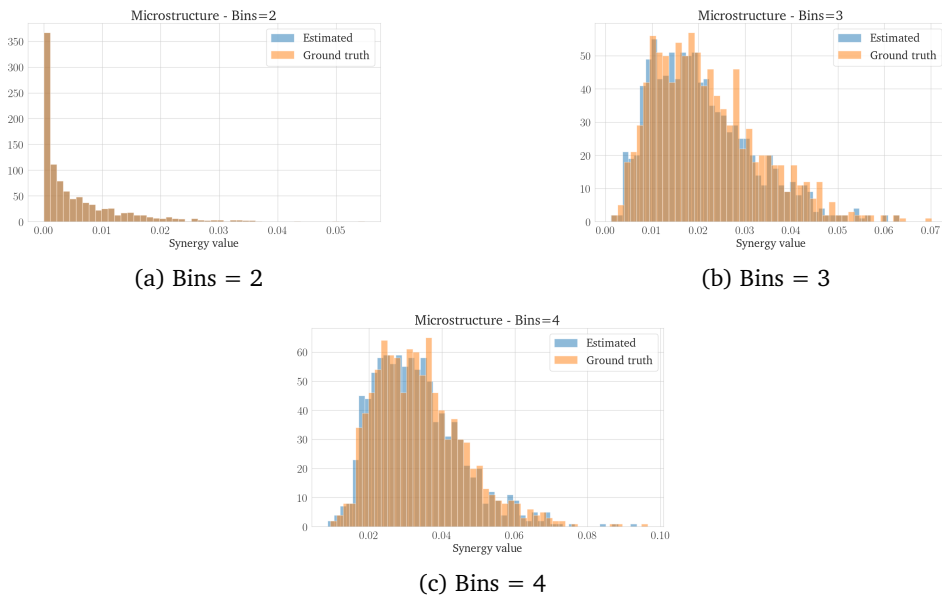 Microstructure - Bins=2
Estimated
Ground truth
350
300
250
200
150
100
50
0
0.00 0.01 0.02 0.03 0.04 0.05
Synergy value
(a) Bins = 2
Microstructure - Bins=3
Estimated
Ground truth
50
40
30
20
10
0
0.00 0.01 0.02 0.03 0.04 0.05 0.06 0.07
Synergy value
(b) Bins = 3
Microstructure - Bins=4
Estimated
Ground truth
60
50
40
30
20
10
0
0.02 0.04 0.06 0.08 0.10
Synergy value
(c) Bins = 4